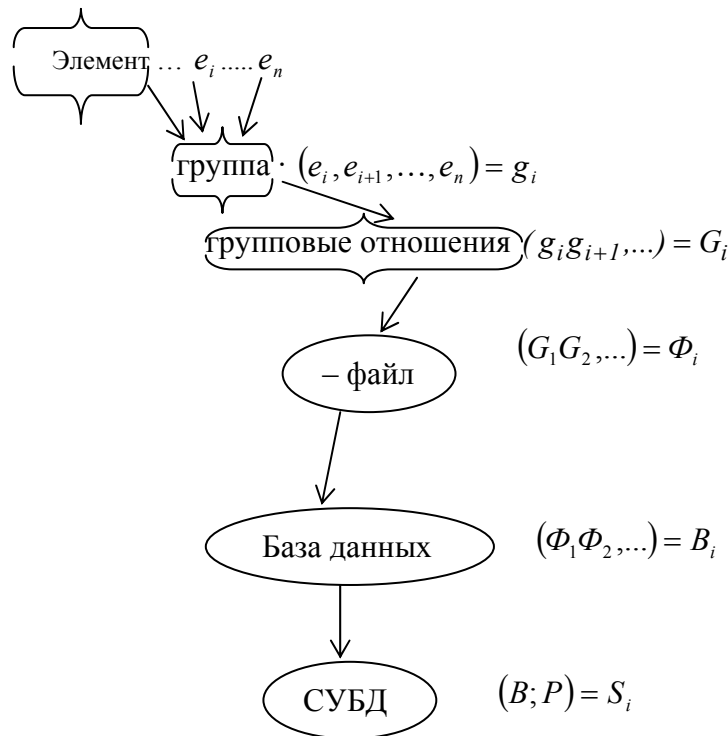 Элемент … e_i ..... e_n
группа · (e_i, e_{i+1}, …, e_n) = g_i
групповые отношения (g_i g_{i+1}, ...) = G_i
(G_1 G_2, ...) = Φ_i
– файл
База данных (Φ_1 Φ_2, ...) = B_i
СУБД (B; P) = S_i